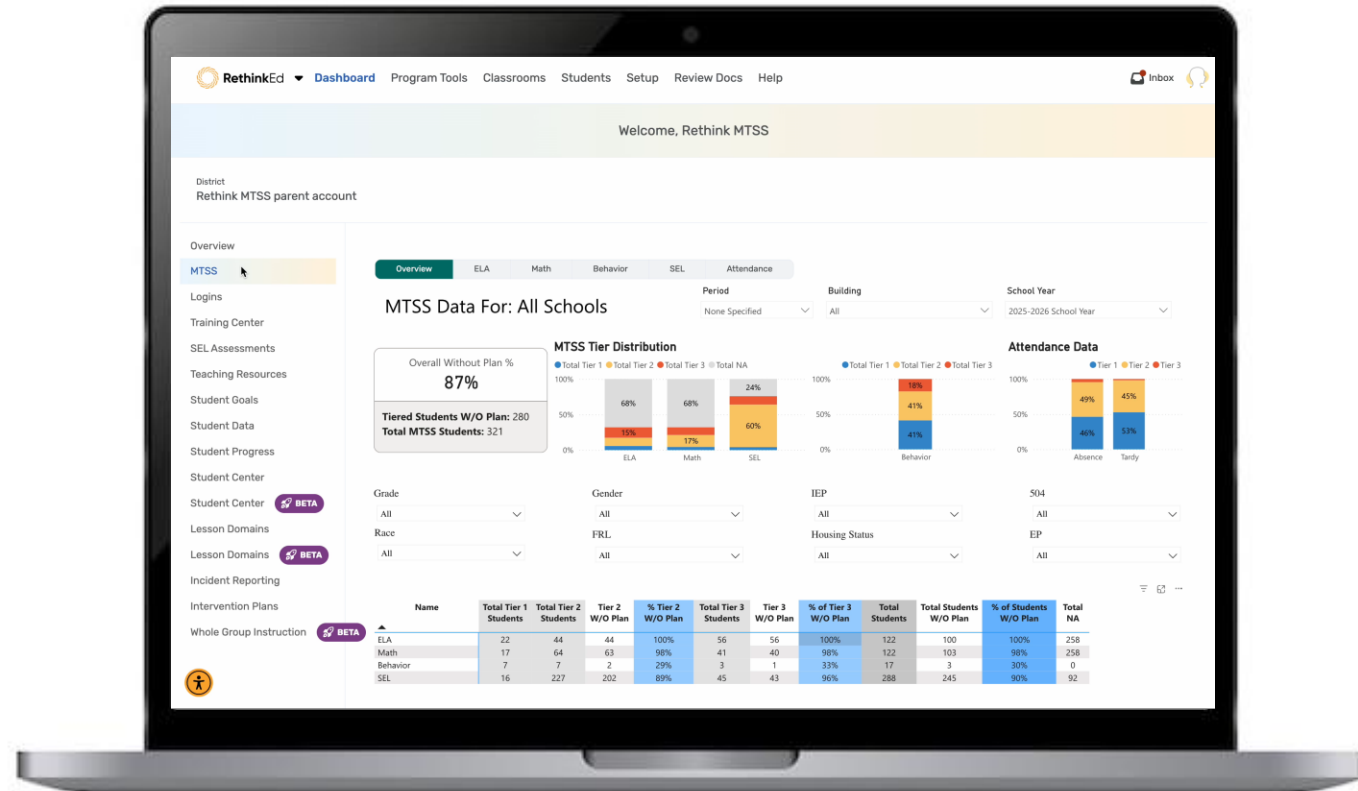 RethinkEd Dashboard Program Tools Classrooms Students Setup Review Docs Help Inbox
Welcome, Rethink MTSS
District
Rethink MTSS parent account
Overview
MTSS
Logins
Training Center
SEL Assessments
Teaching Resources
Student Goals
Student Data
Student Progress
Student Center
Student Center BETA
Lesson Domains
Lesson Domains BETA
Incident Reporting
Intervention Plans
Whole Group Instruction BETA
Overview ELA Math Behavior SEL Attendance
MTSS Data For: All Schools
Period
None Specified
Building
All
School Year
2025-2026 School Year
Overall Without Plan %
87%
Tiered Students W/O Plan: 280
Total MTSS Students: 321
MTSS Tier Distribution
Total Tier 1 Total Tier 2 Total Tier 3 Total NA
100%
50%
0%
68%
15%
68%
17%
24%
60%
ELA Math SEL
Total Tier 1 Total Tier 2 Total Tier 3
100%
50%
0%
18%
41%
41%
Behavior
Attendance Data
Tier 1 Tier 2 Tier 3
100%
50%
0%
49%
46%
45%
53%
Absence Tardy
Grade
All
Gender
All
IEP
All
504
All
Race
All
FRL
All
Housing Status
All
EP
All
Name Total Tier 1 Students Total Tier 2 Students Tier 2 W/O Plan % Tier 2 W/O Plan Total Tier 3 Students Tier 3 W/O Plan % of Tier 3 W/O Plan Total Students Total Students W/O Plan % of Students W/O Plan Total NA
ELA 22 44 44 100% 56 56 100% 122 100 100% 258
Math 17 64 63 98% 41 40 98% 122 103 98% 258
Behavior 7 7 2 29% 3 1 33% 17 3 30% 0
SEL 16 227 202 89% 45 43 96% 288 245 90% 92